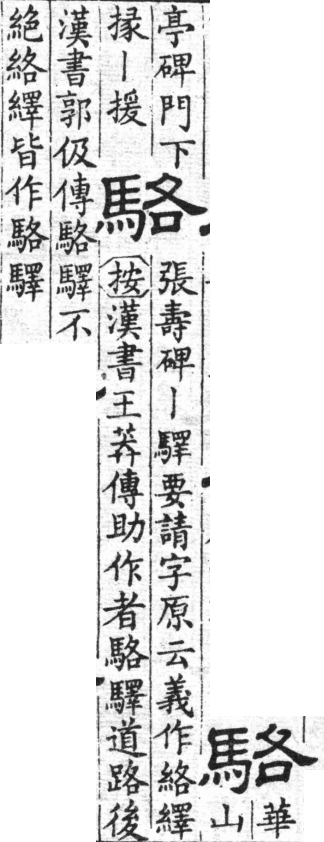 駱
華
山
亭碑門下
掾丨援
駱
張壽碑丨驛要請字原云義作絡繹
按漢書王莽傳助作者駱驛道路後
漢書郭伋傳駱驛不
絕絡繹皆作駱驛